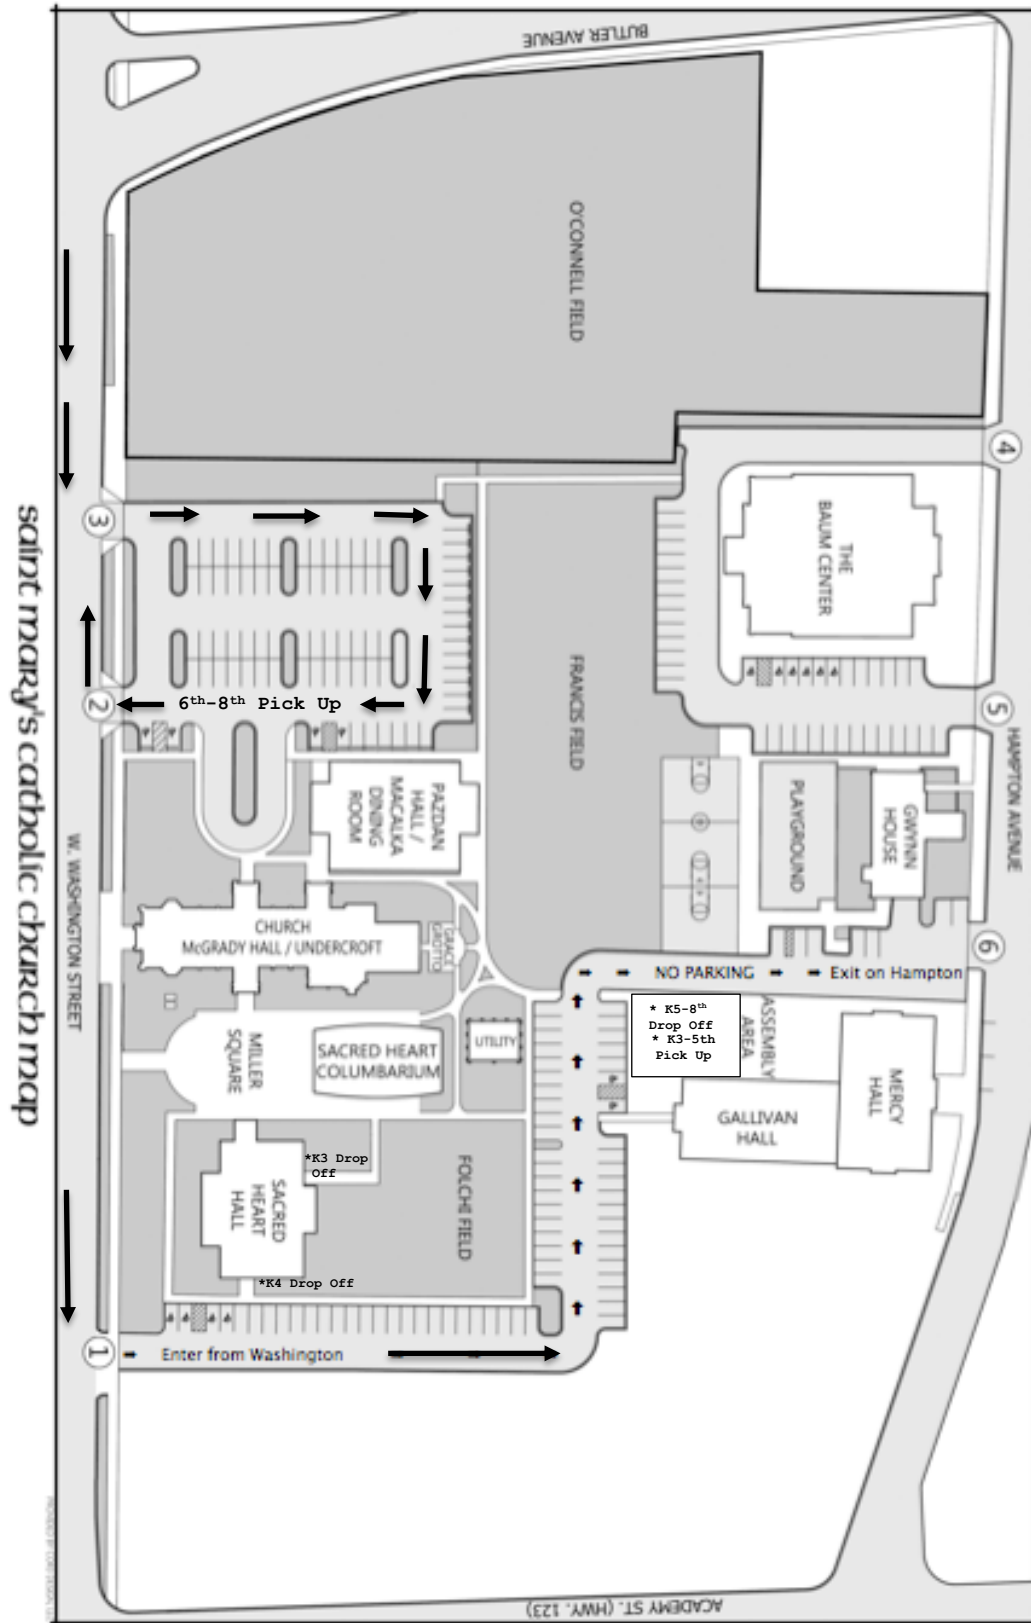 BUTLER AVENUE
O'CONNELL FIELD
4
THE
BAUM CENTER
3
FRANCIS FIELD
5
HAMPTON AVENUE
2
6th-8th Pick Up
PAZDAN
HALL /
MACALKA
DINING
ROOM
PLAYGROUND
GWYNN
HOUSE
W. WASHINGTON STREET
CHURCH
McGRADY HALL / UNDERCROFT
GRACE
GROTTO
6
NO PARKING
Exit on Hampton
* K5-8th
Drop Off
* K3-5th
Pick Up
ASSEMBLY
AREA
MILLER
SQUARE
SACRED HEART
COLUMBARIUM
UTILITY
MERCY
HALL
GALLIVAN
HALL
*K3 Drop
Off
SACRED
HEART
HALL
FOLCHI FIELD
*K4 Drop Off
1
Enter from Washington
ACADEMY ST. (HWY. 123)
saint mary's catholic church map